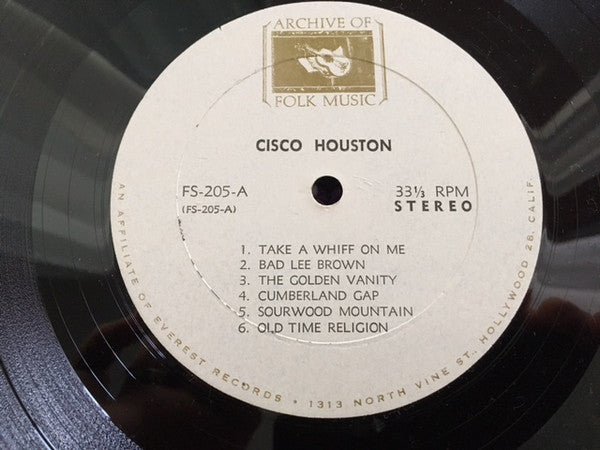 ARCHIVE OF
FOLK MUSIC
CISCO HOUSTON
FS-205-A
(FS-205-A)
33⅓ RPM
STEREO
1. TAKE A WHIFF ON ME
2. BAD LEE BROWN
3. THE GOLDEN VANITY
4. CUMBERLAND GAP
5. SOURWOOD MOUNTAIN
6. OLD TIME RELIGION
AN AFFILIATE OF EVEREST RECORDS • 1313 NORTH VINE ST., HOLLYWOOD 28, CALIF.